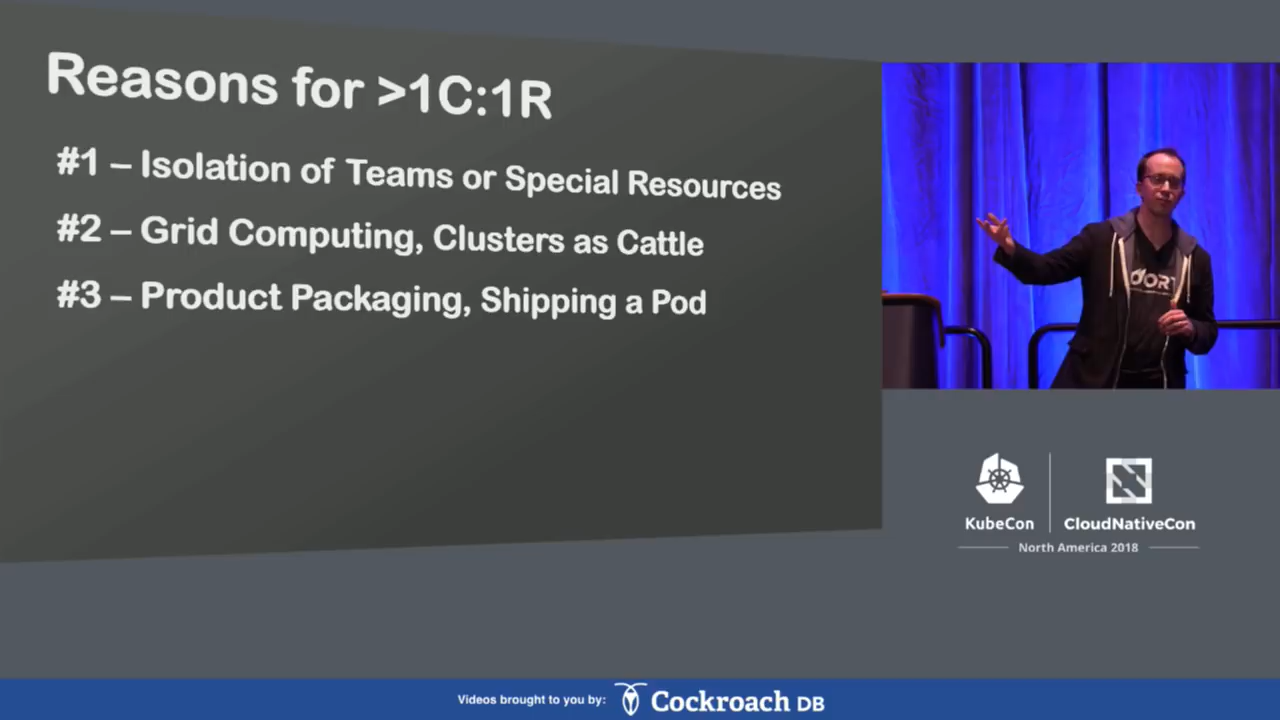 Reasons for >1C:1R
#1 – Isolation of Teams or Special Resources
#2 – Grid Computing, Clusters as Cattle
#3 – Product Packaging, Shipping a Pod
KubeCon
CloudNativeCon
North America 2018
Videos brought to you by:
Cockroach DB